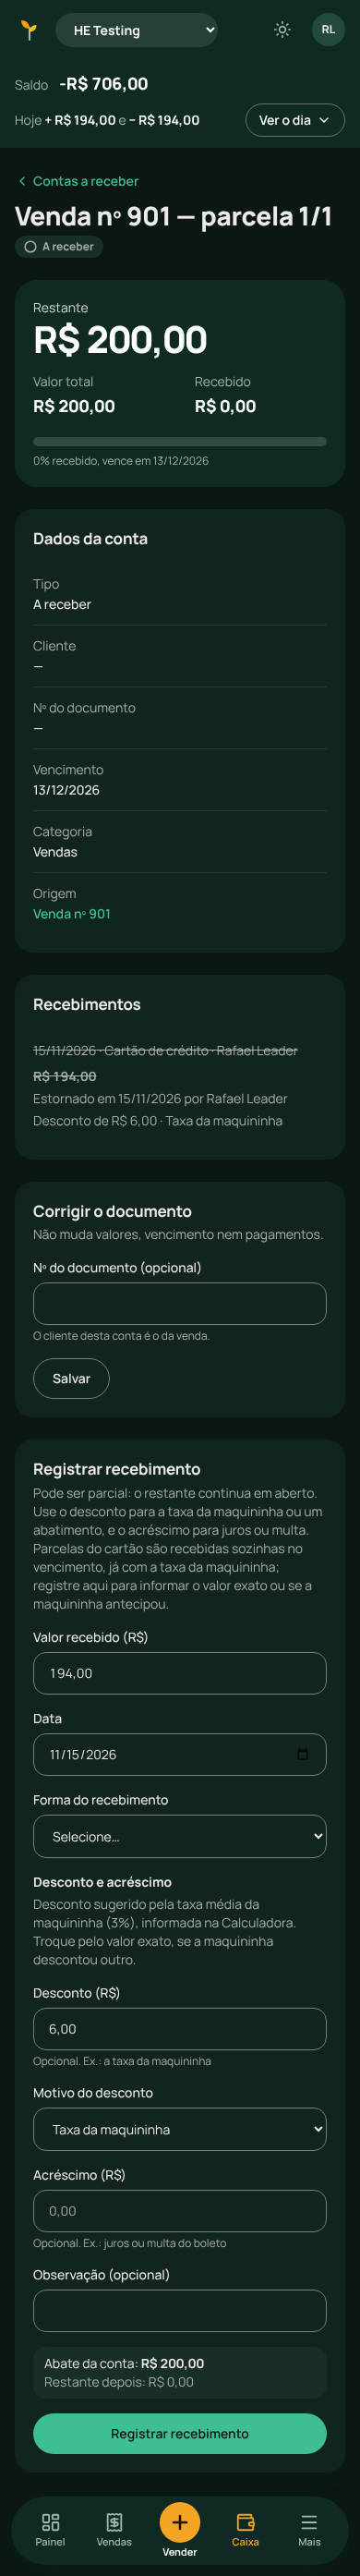 HE Testing
RL
Saldo -R$ 706,00
Hoje + R$ 194,00 e − R$ 194,00
Ver o dia
Contas a receber
Venda nº 901 — parcela 1/1
A receber
Restante
R$ 200,00
Valor total Recebido
R$ 200,00 R$ 0,00
0% recebido, vence em 13/12/2026
Dados da conta
Tipo
A receber
Cliente
—
Nº do documento
—
Vencimento
13/12/2026
Categoria
Vendas
Origem
Venda nº 901
Recebimentos
15/11/2026 · Cartão de crédito · Rafael Leader
R$ 194,00
Estornado em 15/11/2026 por Rafael Leader
Desconto de R$ 6,00 · Taxa da maquininha
Corrigir o documento
Não muda valores, vencimento nem pagamentos.
Nº do documento (opcional)
O cliente desta conta é o da venda.
Salvar
Registrar recebimento
Pode ser parcial: o restante continua em aberto.
Use o desconto para a taxa da maquininha ou um
abatimento, e o acréscimo para juros ou multa.
Parcelas do cartão são recebidas sozinhas no
vencimento, já com a taxa da maquininha;
registre aqui para informar o valor exato ou se a
maquininha antecipou.
Valor recebido (R$)
194,00
Data
11/15/2026
Forma do recebimento
Selecione...
Desconto e acréscimo
Desconto sugerido pela taxa média da
maquininha (3%), informada na Calculadora.
Troque pelo valor exato, se a maquininha
descontou outro.
Desconto (R$)
6,00
Opcional. Ex.: a taxa da maquininha
Motivo do desconto
Taxa da maquininha
Acréscimo (R$)
0,00
Opcional. Ex.: juros ou multa do boleto
Observação (opcional)
Abate da conta: R$ 200,00
Restante depois: R$ 0,00
Registrar recebimento
Painel Vendas Vender Caixa Mais